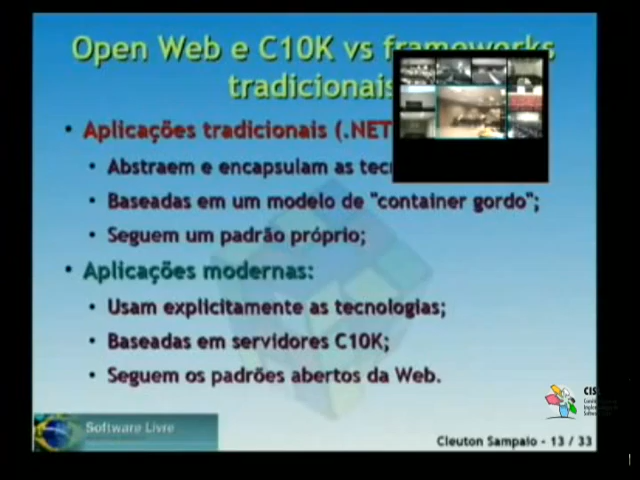 Open Web e C10K vs frameworks
tradicionais
• Aplicações tradicionais (.NET
• Abstraem e encapsulam as tec
• Baseadas em um modelo de "container gordo";
• Seguem um padrão próprio;
• Aplicações modernas:
• Usam explicitamente as tecnologias;
• Baseadas em servidores C10K;
• Seguem os padrões abertos da Web.
CIS
Software Livre
Cleuton Sampaio - 13 / 33